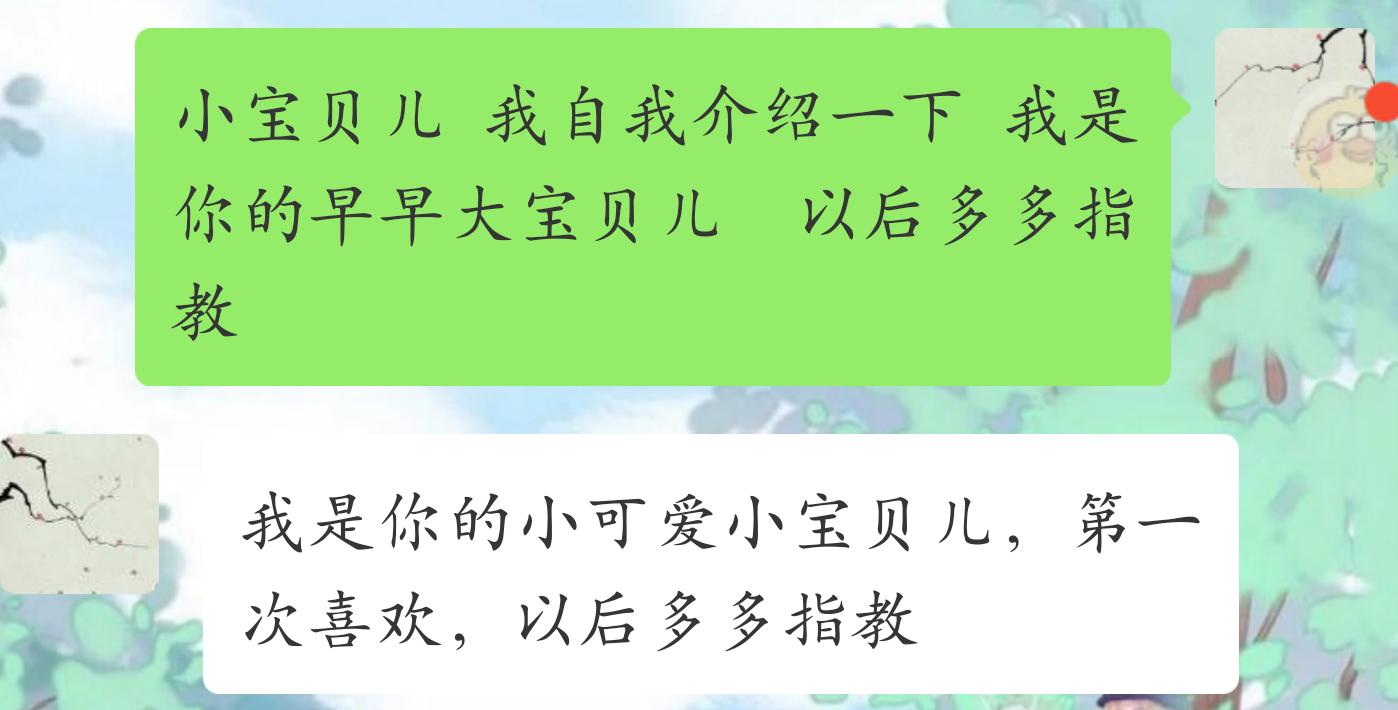 小宝贝儿 我自我介绍一下 我是
你的早早大宝贝儿 以后多多指
教
我是你的小可爱小宝贝儿，第一
次喜欢，以后多多指教